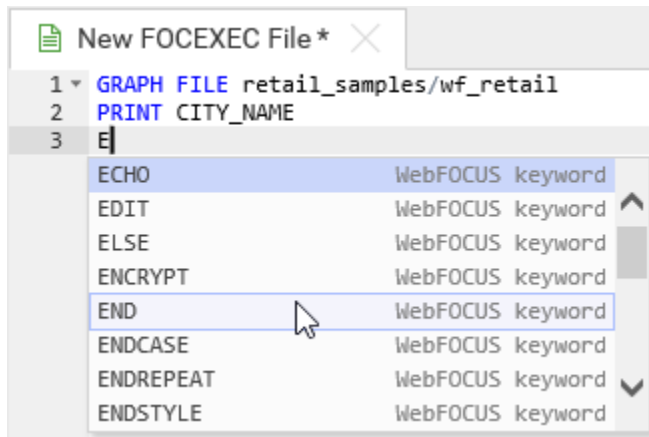 New FOCEXEC File*
1 GRAPH FILE retail_samples/wf_retail
2 PRINT CITY_NAME
3 E
ECHO WebFOCUS keyword
EDIT WebFOCUS keyword
ELSE WebFOCUS keyword
ENCRYPT WebFOCUS keyword
END WebFOCUS keyword
ENDCASE WebFOCUS keyword
ENDREPEAT WebFOCUS keyword
ENDSTYLE WebFOCUS keyword